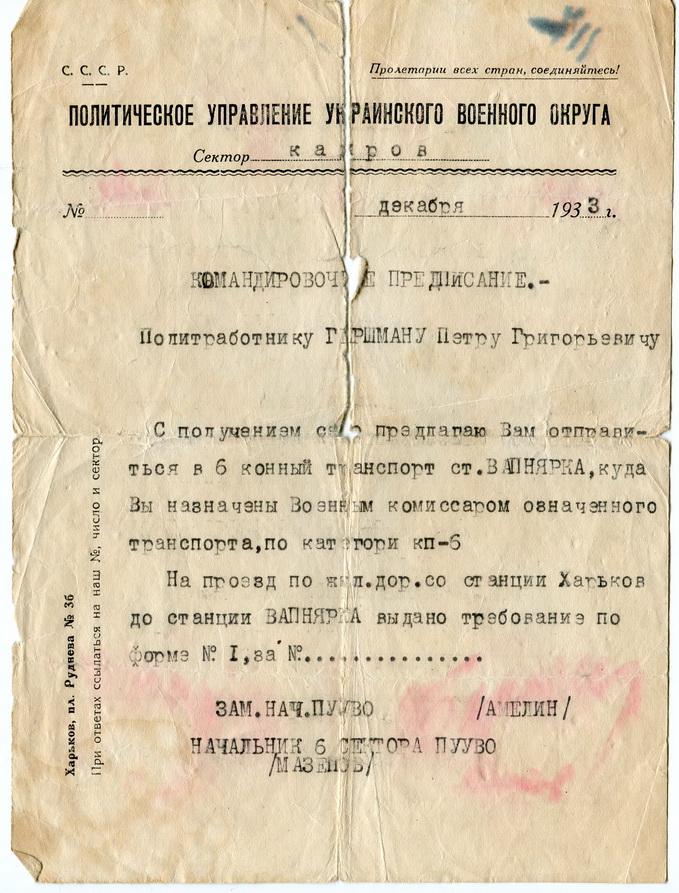 С. С. С. Р.
Пролетарии всех стран, соединяйтесь!
ПОЛИТИЧЕСКОЕ УПРАВЛЕНИЕ УКРАИНСКОГО ВОЕННОГО ОКРУГА
Сектор кадров
№
декабря 1933 г.
КОМАНДИРОВОЧНОЕ ПРЕДПИСАНИЕ.-
Политработнику ГЕРШМАНУ Петру Григорьевичу
С получением сего предлагаю Вам отправи-
ться в 6 конный транспорт ст.ВАПНЯРКА,куда
Вы назначены Военным комиссаром означенного
транспорта,по категори кп-6
На проезд по жел.дор.со станции Харьков
до станции ВАПНЯРКА выдано требование по
форме № I,за №................
ЗАМ.НАЧ.ПУУВО /АМЕЛИН/
НАЧАЛЬНИК 6 СЕКТОРА ПУУВО
/МАЗЕПОВ/
Харьков, пл. Руднева № 36
При ответах ссылаться на наш №, число и сектор